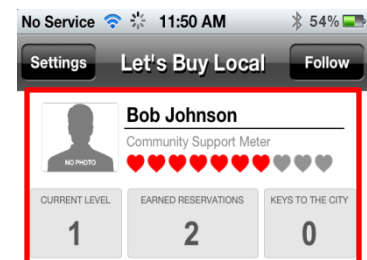 No Service 11:50 AM 54%
Settings Let's Buy Local Follow
Bob Johnson
Community Support Meter
NO PHOTO
CURRENT LEVEL EARNED RESERVATIONS KEYS TO THE CITY
1 2 0